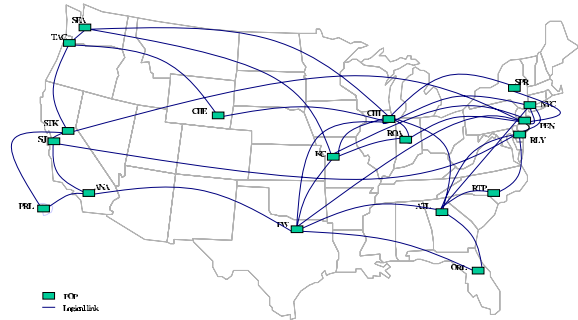 SEA
TAC
SPR
NYC
CHE
CHI
PEN
STK
ROA
RLY
SJ
KC
ANA
RTP
PRL
ATL
FW
ORL
POP
Logical link